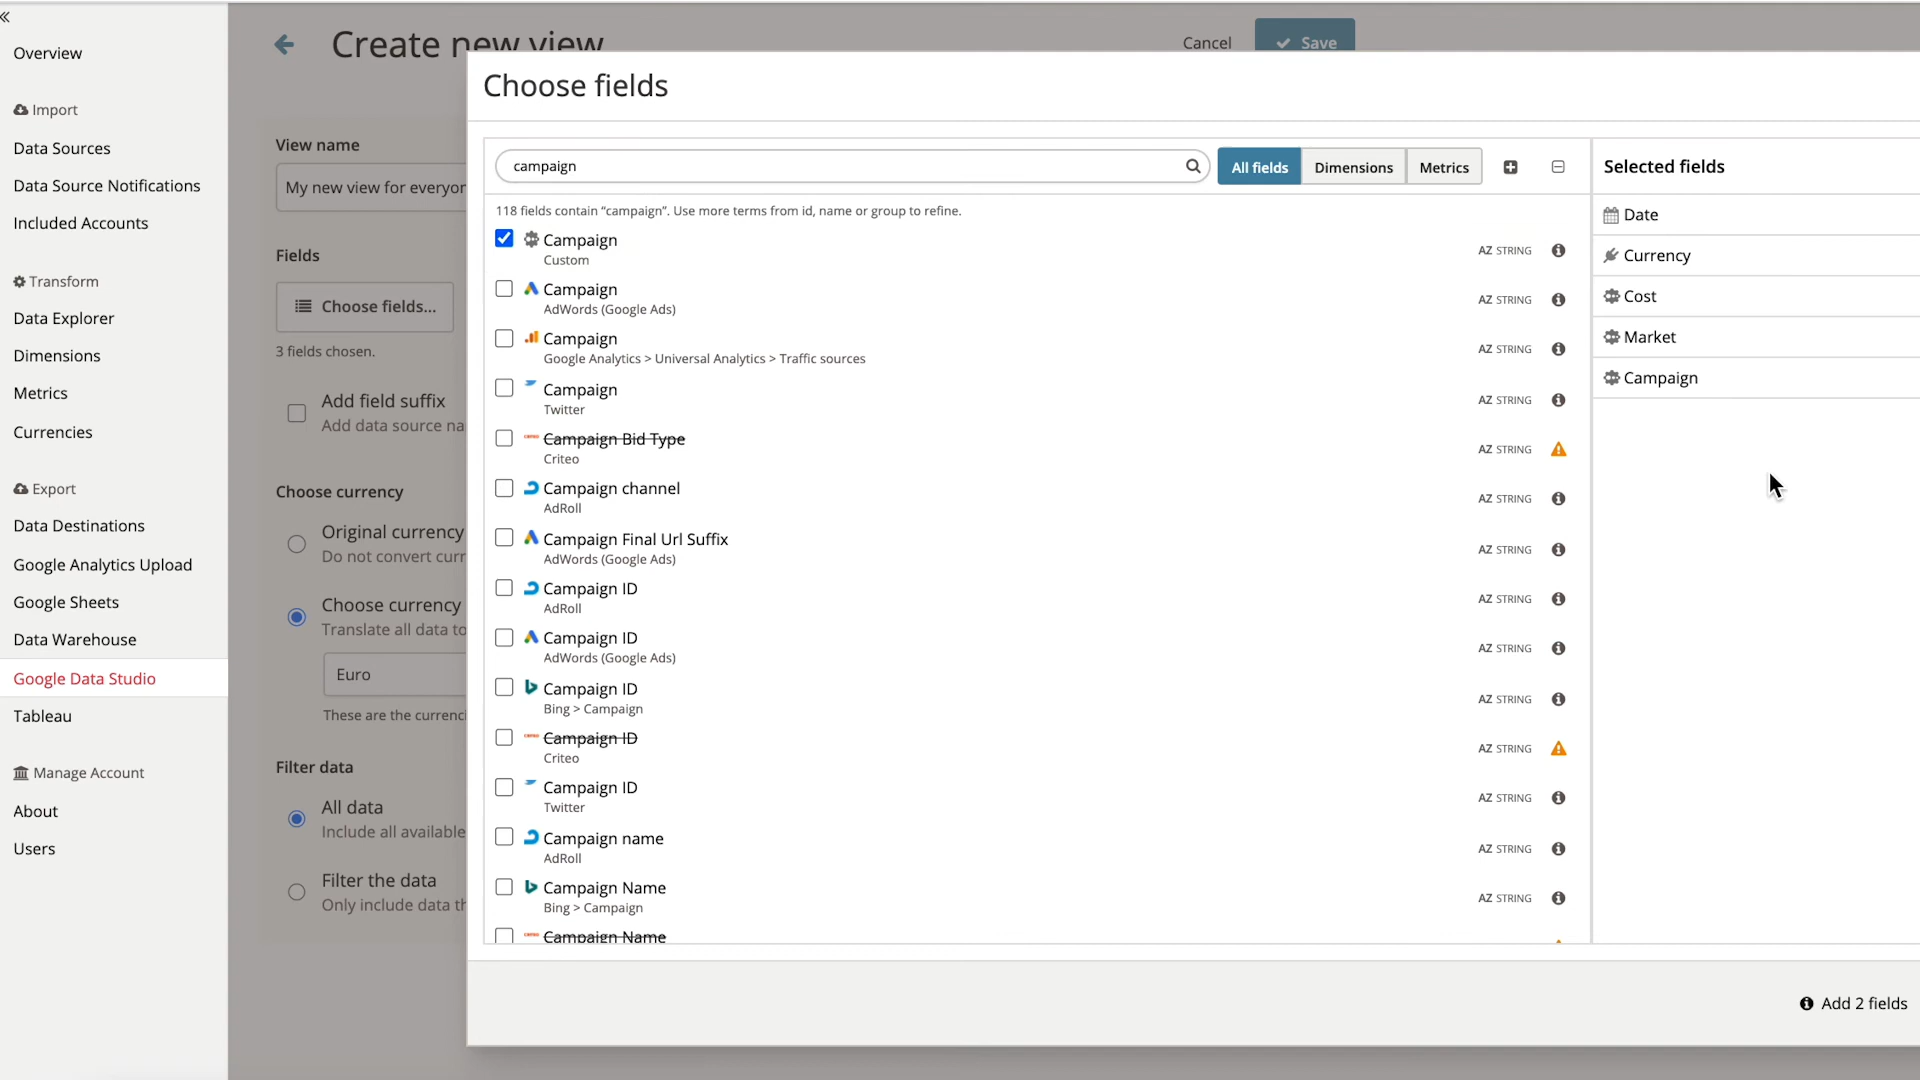 «
Overview
Import
Data Sources
Data Source Notifications
Included Accounts
Transform
Data Explorer
Dimensions
Metrics
Currencies
Export
Data Destinations
Google Analytics Upload
Google Sheets
Data Warehouse
Google Data Studio
Tableau
Manage Account
About
Users
Create new view
Cancel
Save
View name
My new view for everyon
Fields
Choose fields...
3 fields chosen.
Add field suffix
Add data source na
Choose currency
Original currency
Do not convert curr
Choose currency
Translate all data to
Euro
These are the currenci
Filter data
All data
Include all available
Filter the data
Only include data th
Choose fields
campaign
All fields
Dimensions
Metrics
118 fields contain “campaign”. Use more terms from id, name or group to refine.
Campaign
Custom
AZ STRING
Campaign
AdWords (Google Ads)
AZ STRING
Campaign
Google Analytics > Universal Analytics > Traffic sources
AZ STRING
Campaign
Twitter
AZ STRING
Campaign Bid Type
Criteo
AZ STRING
Campaign channel
AdRoll
AZ STRING
Campaign Final Url Suffix
AdWords (Google Ads)
AZ STRING
Campaign ID
AdRoll
AZ STRING
Campaign ID
AdWords (Google Ads)
AZ STRING
Campaign ID
Bing > Campaign
AZ STRING
Campaign ID
Criteo
AZ STRING
Campaign ID
Twitter
AZ STRING
Campaign name
AdRoll
AZ STRING
Campaign Name
Bing > Campaign
AZ STRING
Campaign Name
Selected fields
Date
Currency
Cost
Market
Campaign
Add 2 fields